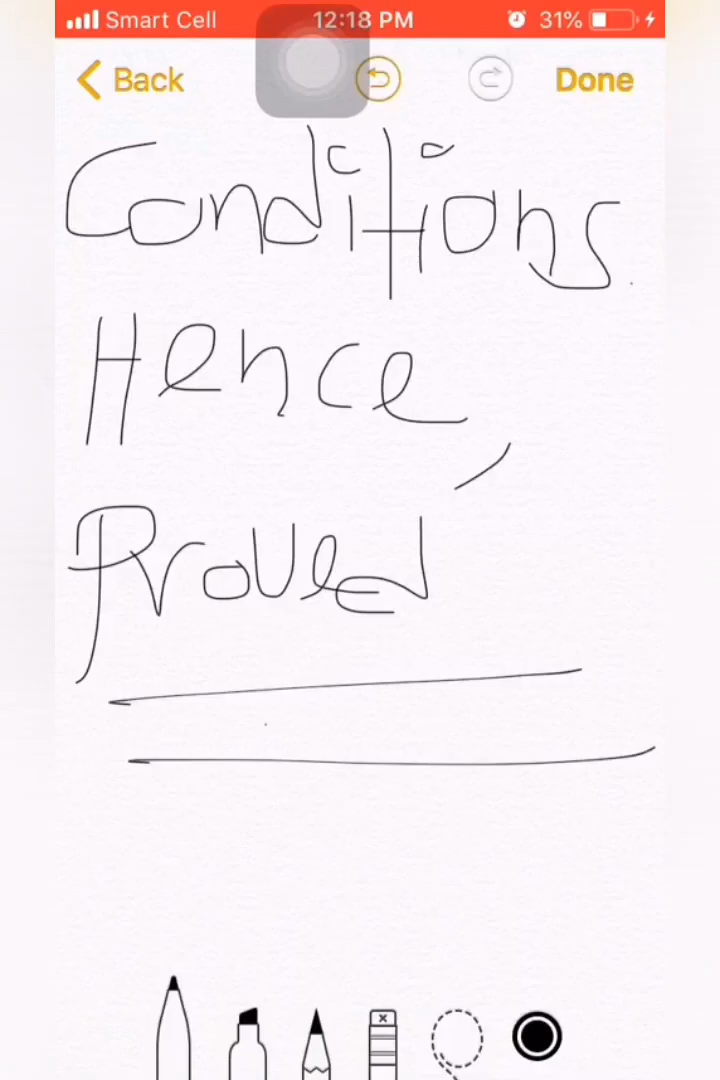 Smart Cell 12:18 PM 31%
Back Done
Conditions.
Hence,
Proved